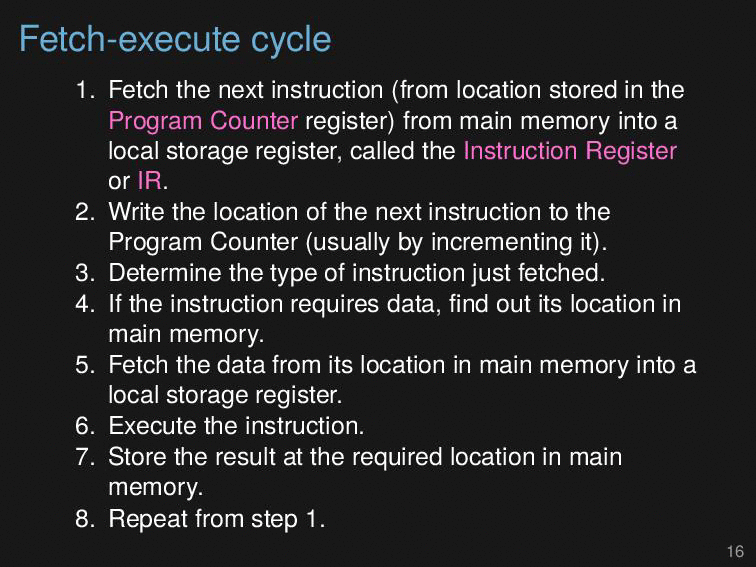 Fetch-execute cycle
1. Fetch the next instruction (from location stored in the
Program Counter register) from main memory into a
local storage register, called the Instruction Register
or IR.
2. Write the location of the next instruction to the
Program Counter (usually by incrementing it).
3. Determine the type of instruction just fetched.
4. If the instruction requires data, find out its location in
main memory.
5. Fetch the data from its location in main memory into a
local storage register.
6. Execute the instruction.
7. Store the result at the required location in main
memory.
8. Repeat from step 1.
16